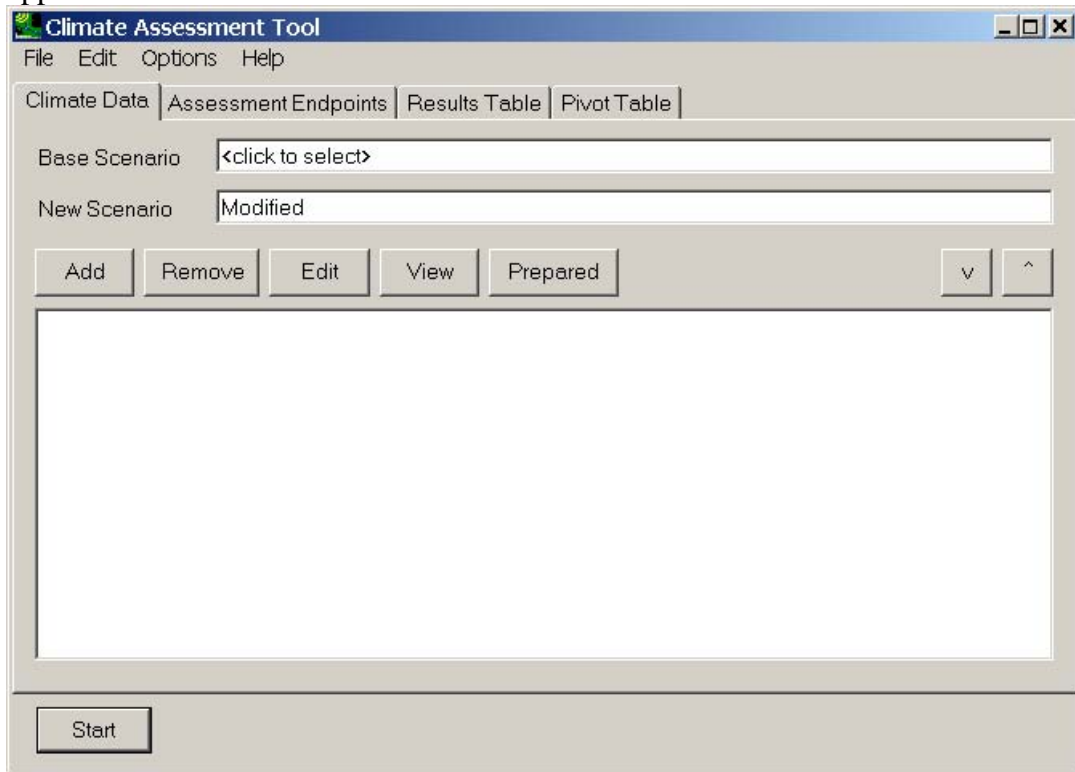 Climate Assessment Tool
File Edit Options Help
Climate Data Assessment Endpoints Results Table Pivot Table
Base Scenario <click to select>
New Scenario Modified
Add Remove Edit View Prepared v ^
Start